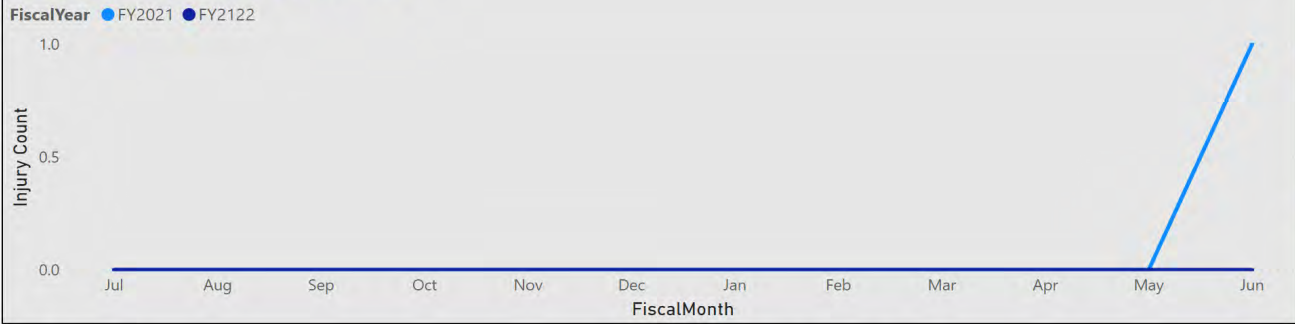 FiscalYear FY2021 FY2122
1.0
Injury Count
0.5
0.0
Jul Aug Sep Oct Nov Dec Jan Feb Mar Apr May Jun
FiscalMonth